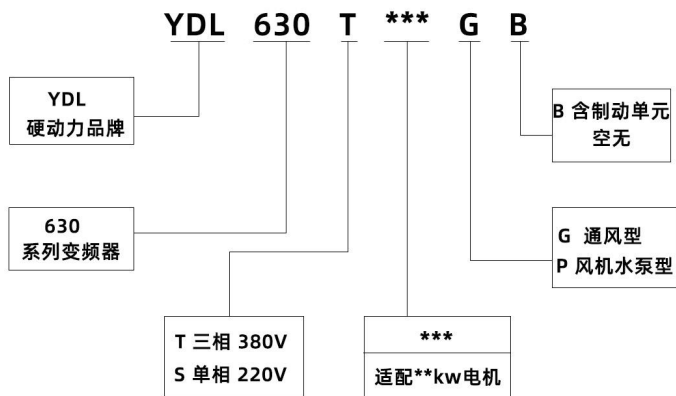 YDL 630 T *** G B
YDL
硬动力品牌
B 含制动单元
空无
630
系列变频器
G 通风型
P 风机水泵型
T 三相 380V
S 单相 220V
***
适配**kw电机